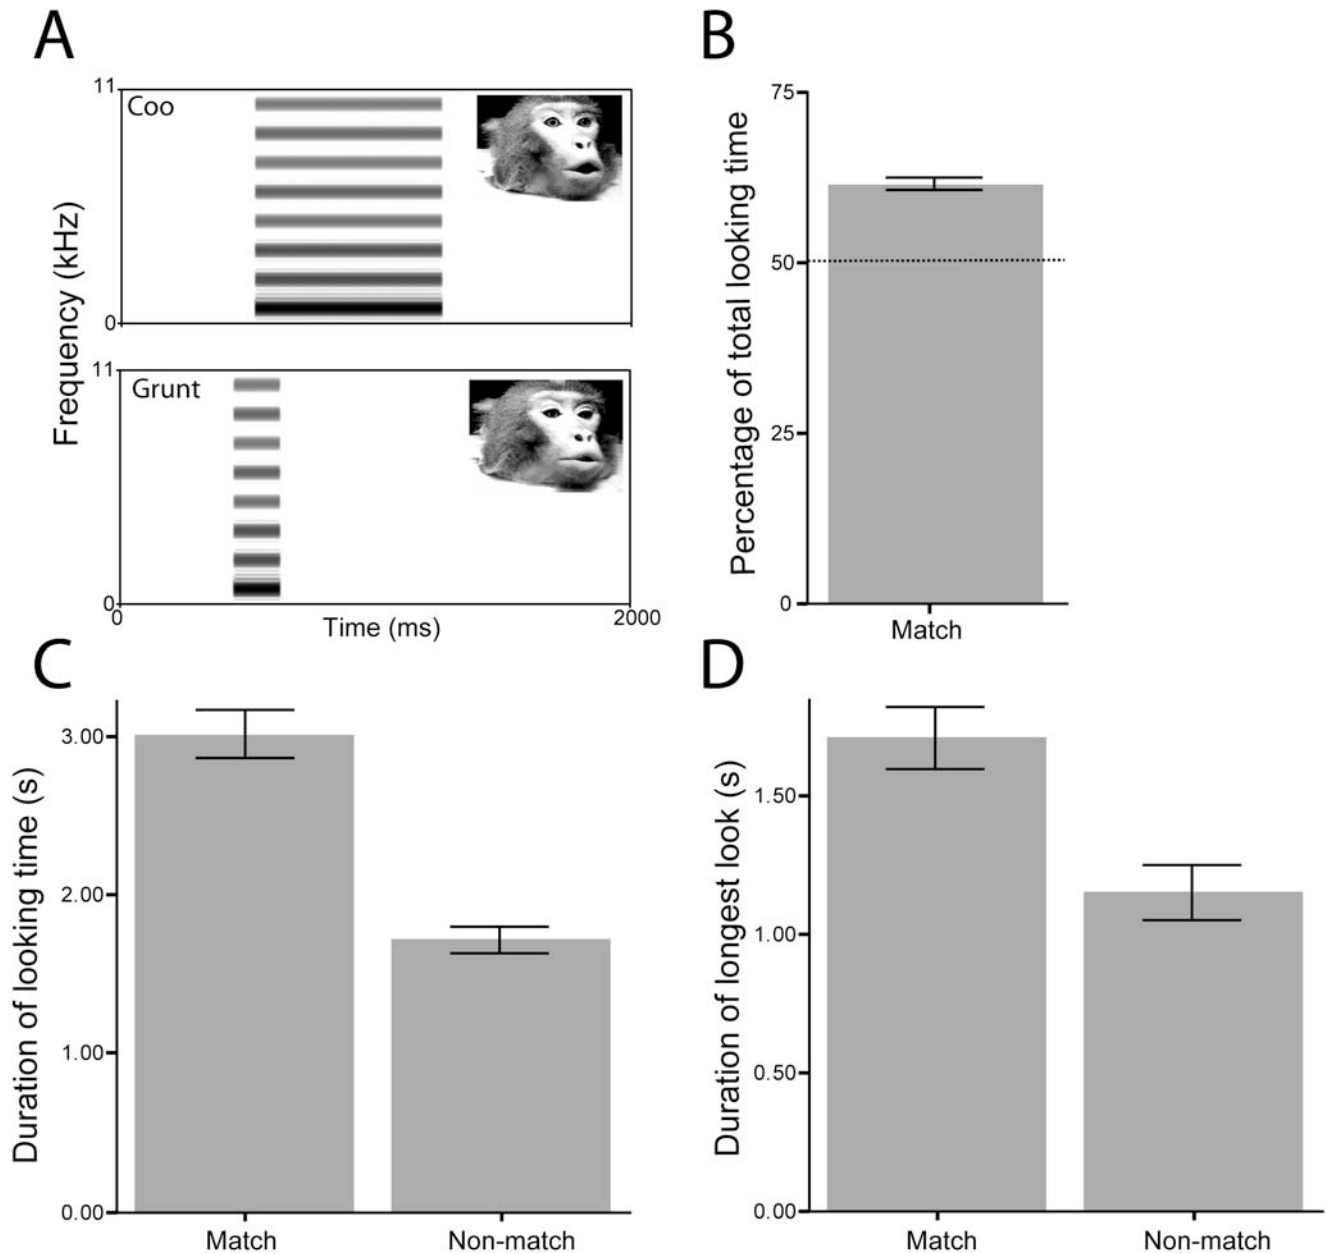 A
11
Coo
0
Frequency (kHz)
11
Grunt
0
0
Time (ms)
2000
B
75
50
25
0
Percentage of total looking time
Match
C
3.00
2.00
1.00
0.00
Duration of looking time (s)
Match
Non-match
D
1.50
1.00
0.50
0.00
Duration of longest look (s)
Match
Non-match